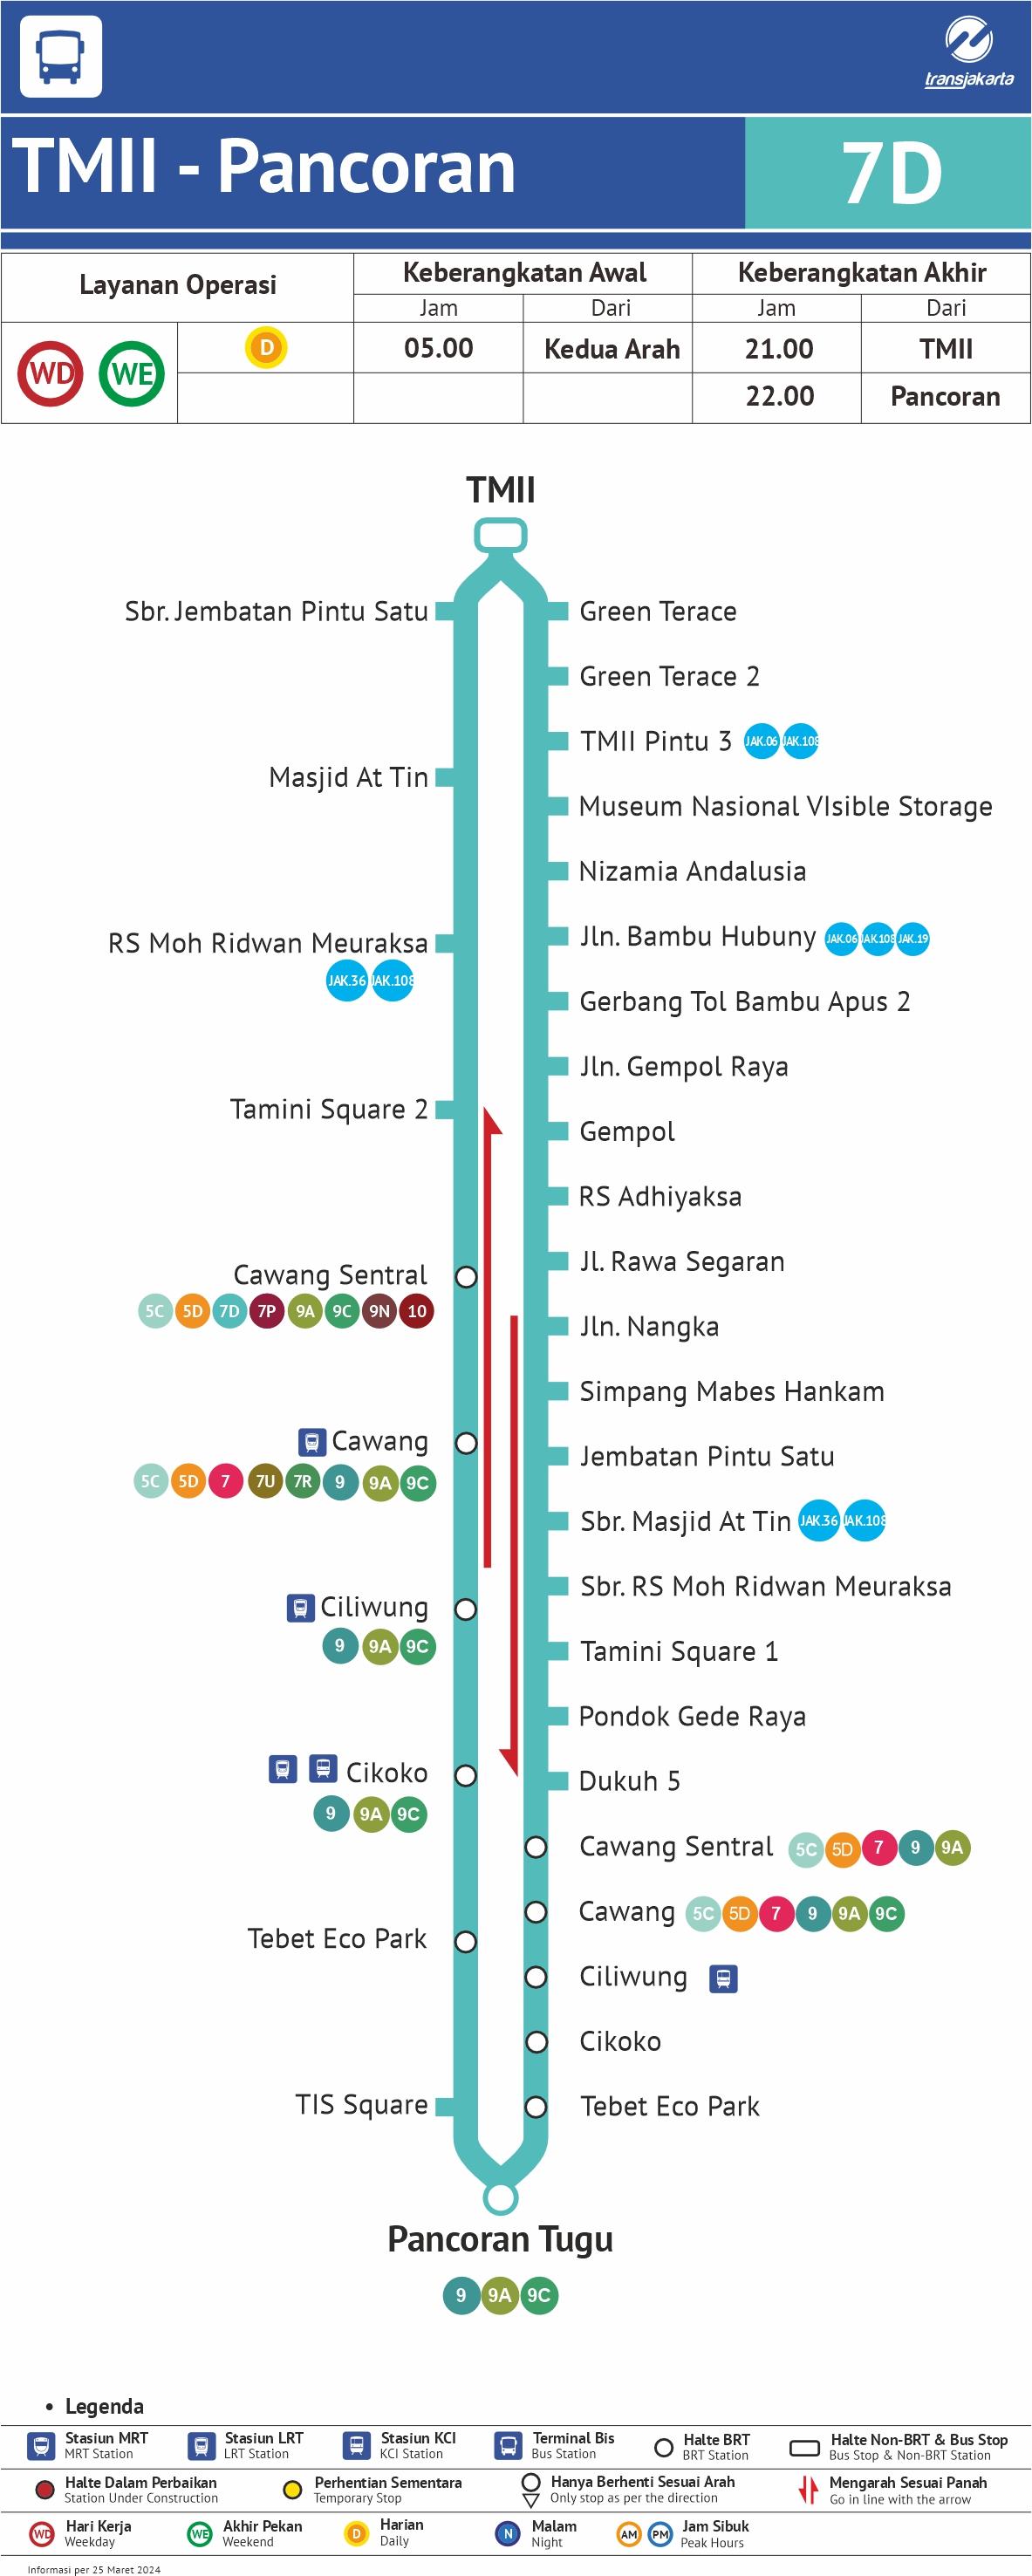 transjakarta
TMII - Pancoran
7D
Layanan Operasi
Keberangkatan Awal
Keberangkatan Akhir
Jam
Dari
Jam
Dari
WD
WE
D
05.00
Kedua Arah
21.00
TMII
22.00
Pancoran
TMII
Sbr. Jembatan Pintu Satu
Masjid At Tin
RS Moh Ridwan Meuraksa
JAK.36 JAK.108
Tamini Square 2
Cawang Sentral
5C 5D 7D 7P 9A 9C 9N 10
Cawang
5C 5D 7 7U 7R 9 9A 9C
Ciliwung
9 9A 9C
Cikoko
9 9A 9C
Tebet Eco Park
TIS Square
Green Terace
Green Terace 2
TMII Pintu 3 JAK.06 JAK.108
Museum Nasional VIsible Storage
Nizamia Andalusia
Jln. Bambu Hubuny JAK.06 JAK.108 JAK.19
Gerbang Tol Bambu Apus 2
Jln. Gempol Raya
Gempol
RS Adhiyaksa
Jl. Rawa Segaran
Jln. Nangka
Simpang Mabes Hankam
Jembatan Pintu Satu
Sbr. Masjid At Tin JAK.36 JAK.108
Sbr. RS Moh Ridwan Meuraksa
Tamini Square 1
Pondok Gede Raya
Dukuh 5
Cawang Sentral 5C 5D 7 9 9A
Cawang 5C 5D 7 9 9A 9C
Ciliwung
Cikoko
Tebet Eco Park
Pancoran Tugu
9 9A 9C
• Legenda
Stasiun MRT
MRT Station
Stasiun LRT
LRT Station
Stasiun KCI
KCI Station
Terminal Bis
Bus Station
Halte BRT
BRT Station
Halte Non-BRT & Bus Stop
Bus Stop & Non-BRT Station
Halte Dalam Perbaikan
Station Under Construction
Perhentian Sementara
Temporary Stop
Hanya Berhenti Sesuai Arah
Only stop as per the direction
Mengarah Sesuai Panah
Go in line with the arrow
WD
Hari Kerja
Weekday
WE
Akhir Pekan
Weekend
D
Harian
Daily
N
Malam
Night
AM PM
Jam Sibuk
Peak Hours
Informasi per 25 Maret 2024